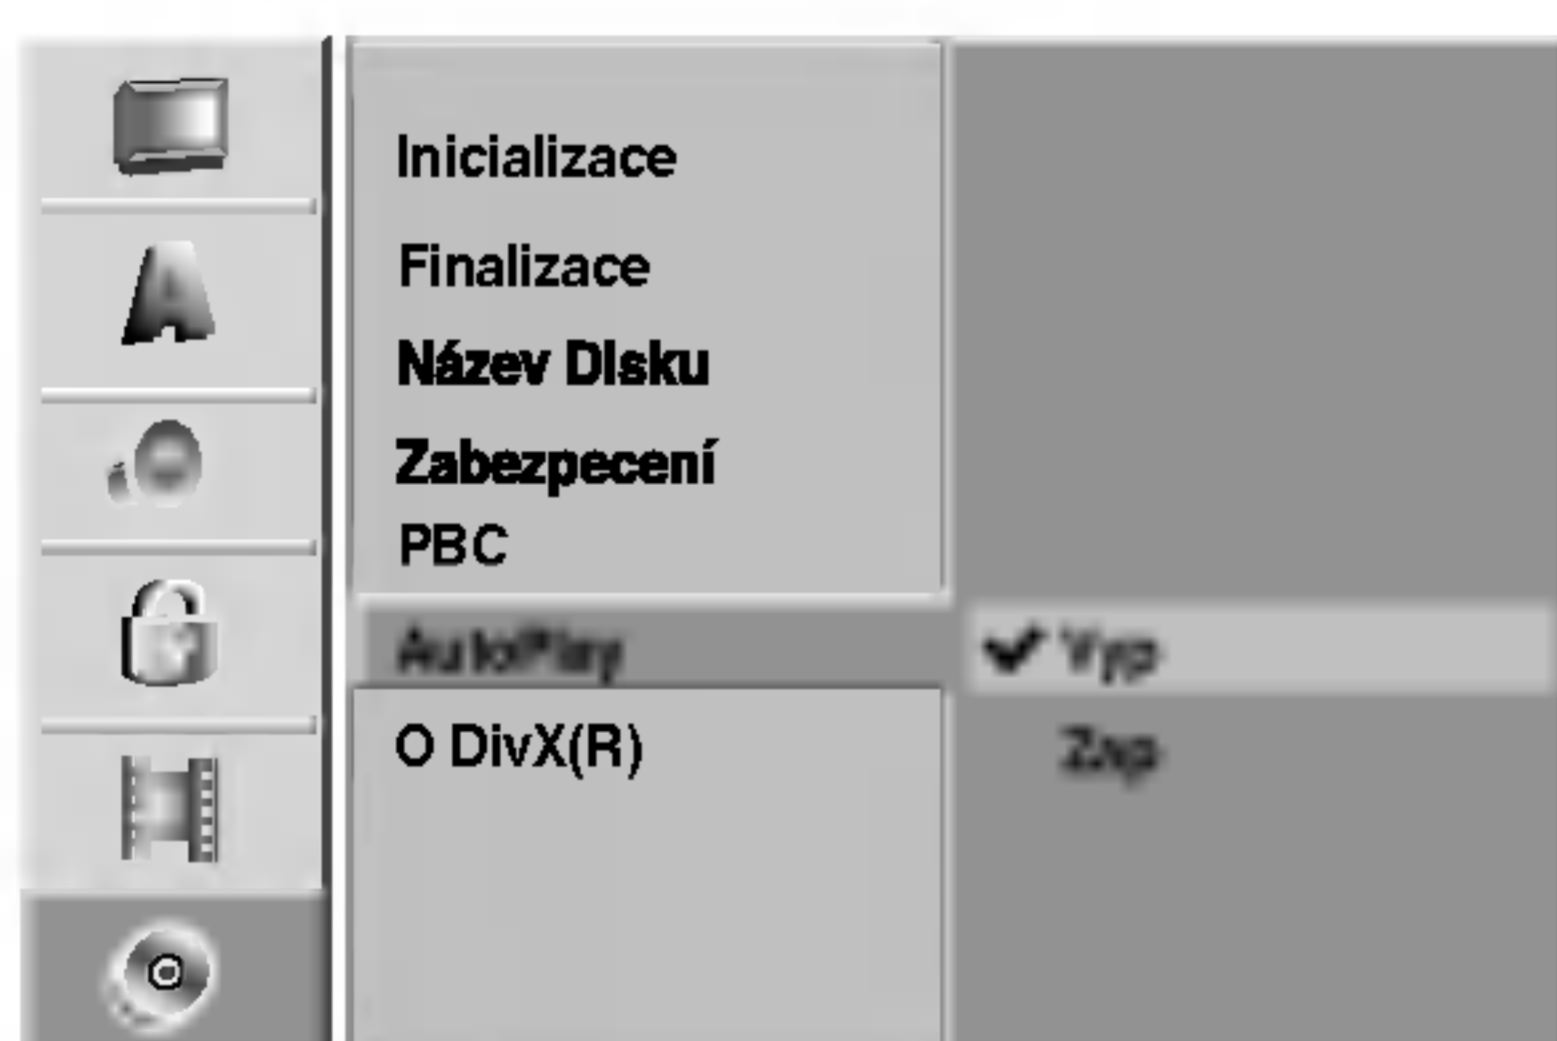 Inicializace
Finalizace
Název Disku
Zabezpecení
PBC
AutoPlay
Vyp
Zap
O DivX(R)